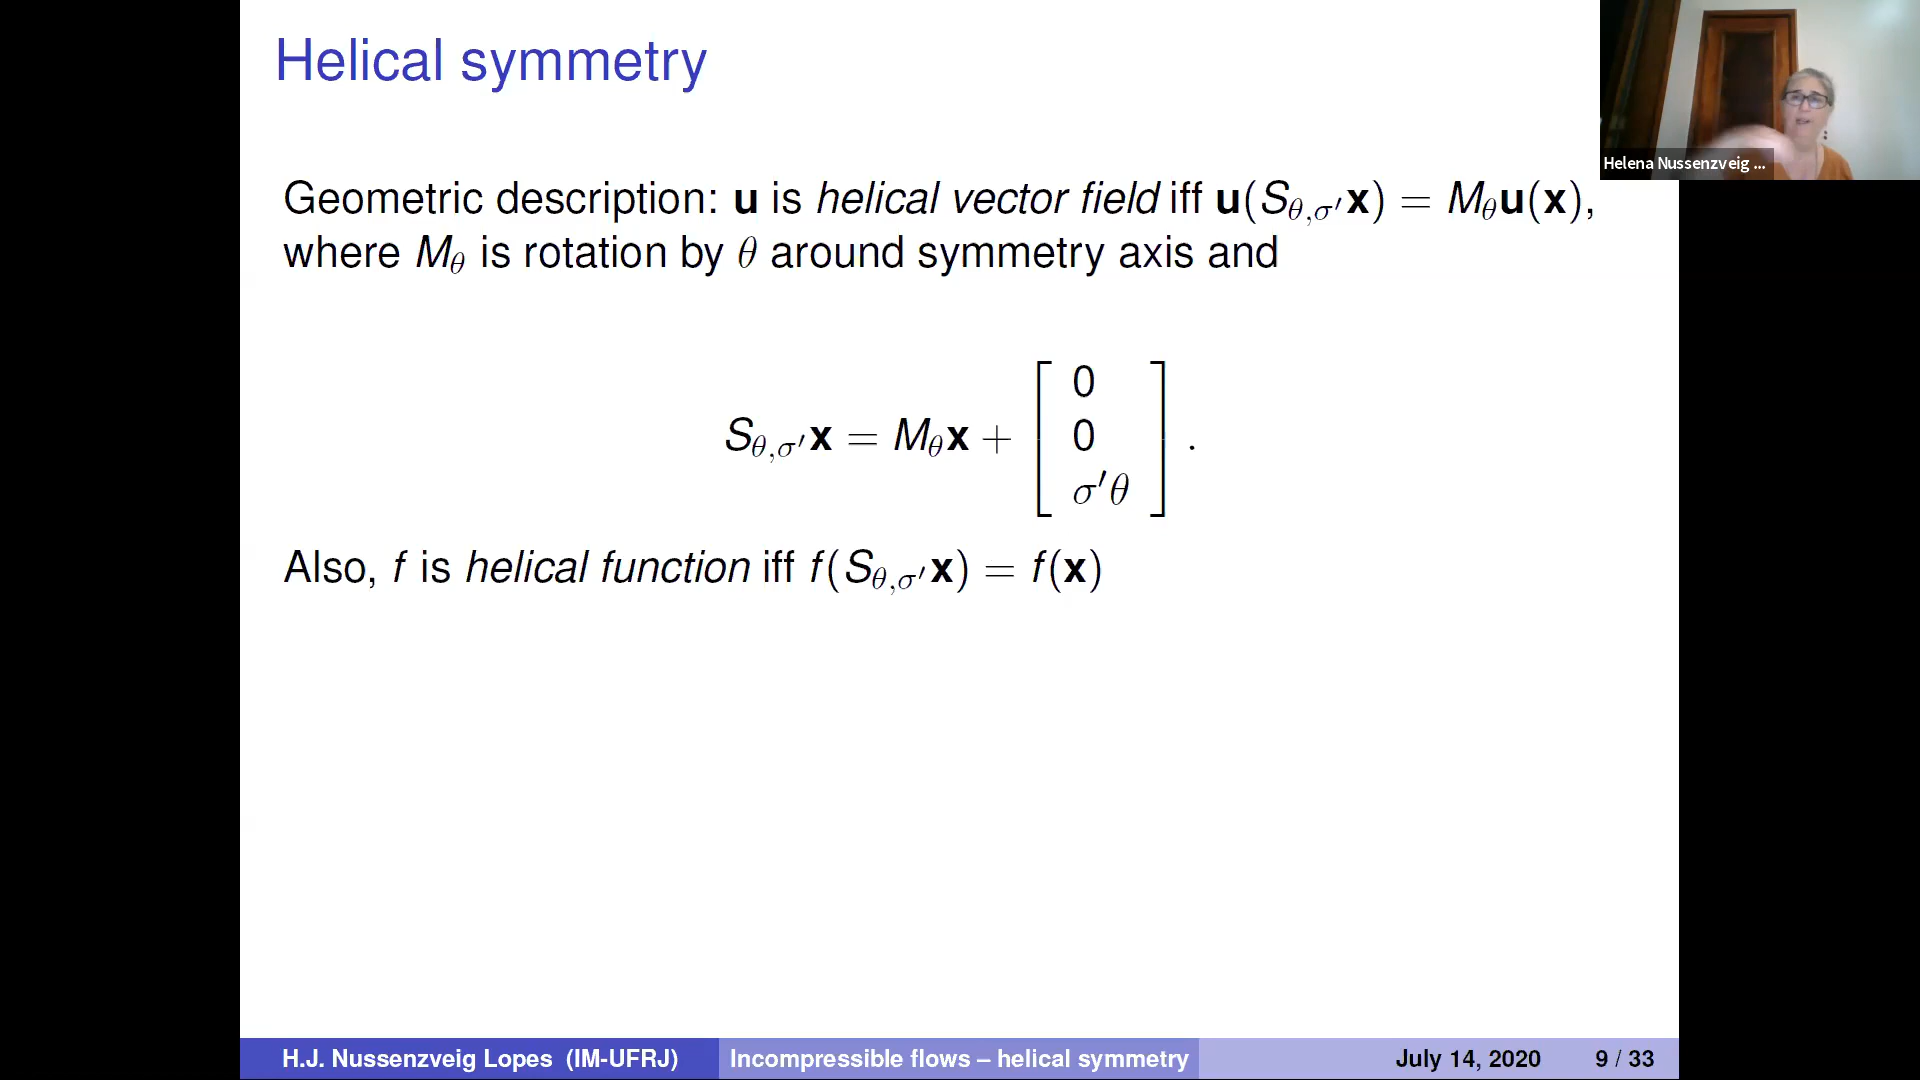 Helical symmetry
Helena Nussenzveig ...
Geometric description: u is helical vector field iff u(S_{θ,σ′}x) = M_θu(x),
where M_θ is rotation by θ around symmetry axis and
S_{θ,σ′}x = M_θx + [ 0 0 σ′θ ] .
Also, f is helical function iff f(S_{θ,σ′}x) = f(x)
H.J. Nussenzveig Lopes (IM-UFRJ) Incompressible flows – helical symmetry July 14, 2020 9 / 33